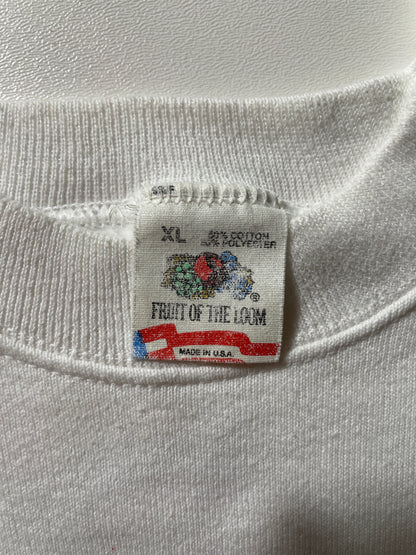 XL
50% COTTON
50% POLYESTER
®
FRUIT OF THE LOOM
MADE IN U.S.A.